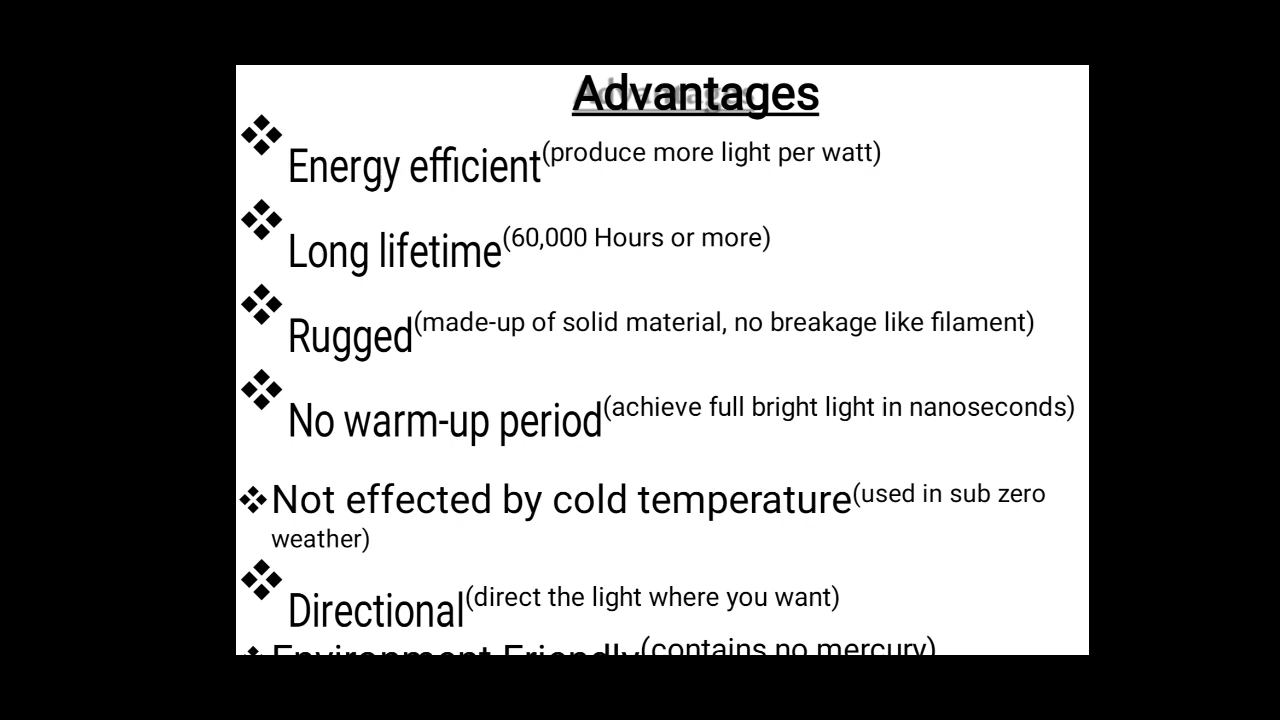 Advantages
❖ Energy efficient(produce more light per watt)
❖ Long lifetime(60,000 Hours or more)
❖ Rugged(made-up of solid material, no breakage like filament)
❖ No warm-up period(achieve full bright light in nanoseconds)
❖Not effected by cold temperature(used in sub zero
weather)
❖ Directional(direct the light where you want)
❖Environment Friendly(contains no mercury)